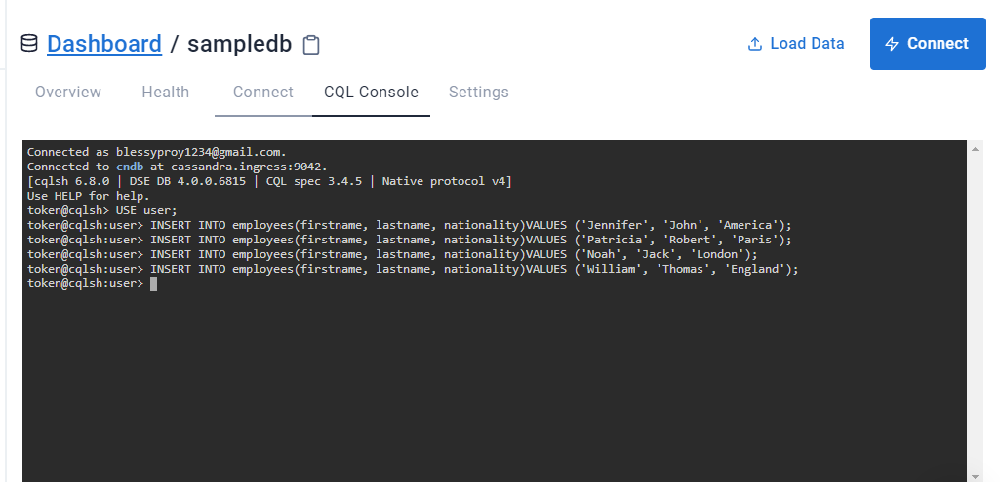 Dashboard / sampledb
Load Data
Connect
Overview
Health
Connect
CQL Console
Settings
Connected as blessyproy1234@gmail.com.
Connected to cndb at cassandra.ingress:9042.
[cqlsh 6.8.0 | DSE DB 4.0.0.6815 | CQL spec 3.4.5 | Native protocol v4]
Use HELP for help.
token@cqlsh> USE user;
token@cqlsh:user> INSERT INTO employees(firstname, lastname, nationality)VALUES ('Jennifer', 'John', 'America');
token@cqlsh:user> INSERT INTO employees(firstname, lastname, nationality)VALUES ('Patricia', 'Robert', 'Paris');
token@cqlsh:user> INSERT INTO employees(firstname, lastname, nationality)VALUES ('Noah', 'Jack', 'London');
token@cqlsh:user> INSERT INTO employees(firstname, lastname, nationality)VALUES ('William', 'Thomas', 'England');
token@cqlsh:user>